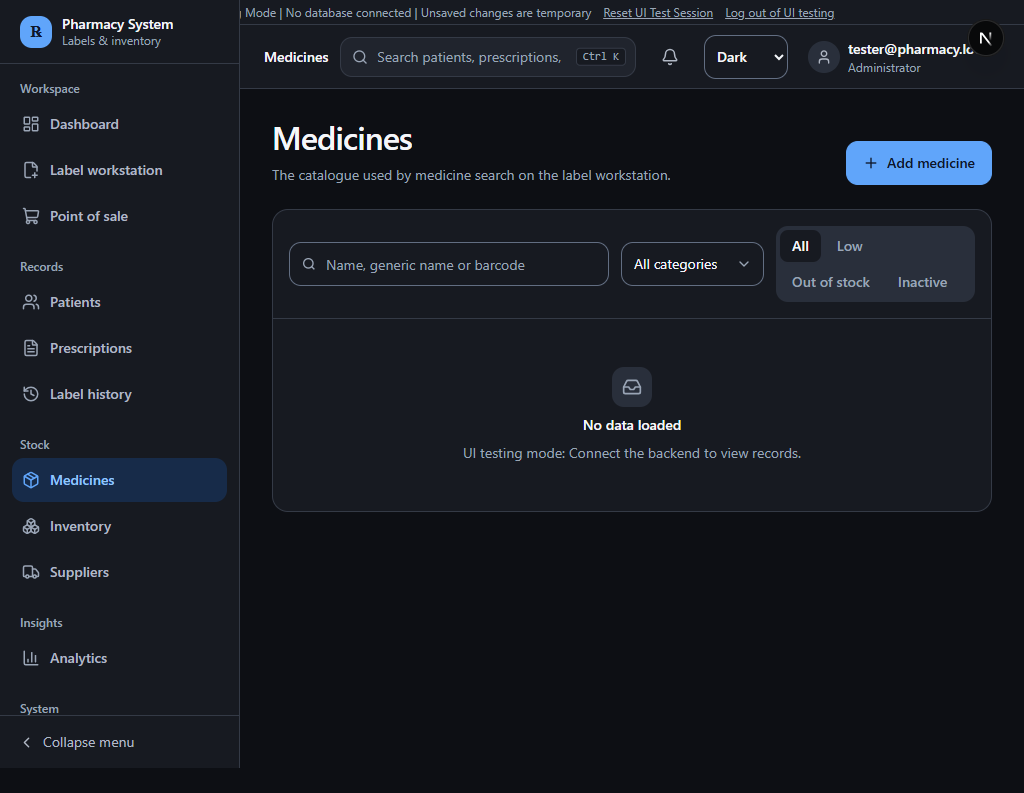 ℞ Pharmacy System
Labels & inventory
Mode | No database connected | Unsaved changes are temporary Reset UI Test Session Log out of UI testing
Medicines
Search patients, prescriptions,
Ctrl K
Dark
tester@pharmacy.lo
Administrator
N
Workspace
Dashboard
Label workstation
Point of sale
Records
Patients
Prescriptions
Label history
Stock
Medicines
Inventory
Suppliers
Insights
Analytics
System
Collapse menu
Medicines
The catalogue used by medicine search on the label workstation.
Add medicine
Name, generic name or barcode
All categories
All Low
Out of stock Inactive
No data loaded
UI testing mode: Connect the backend to view records.